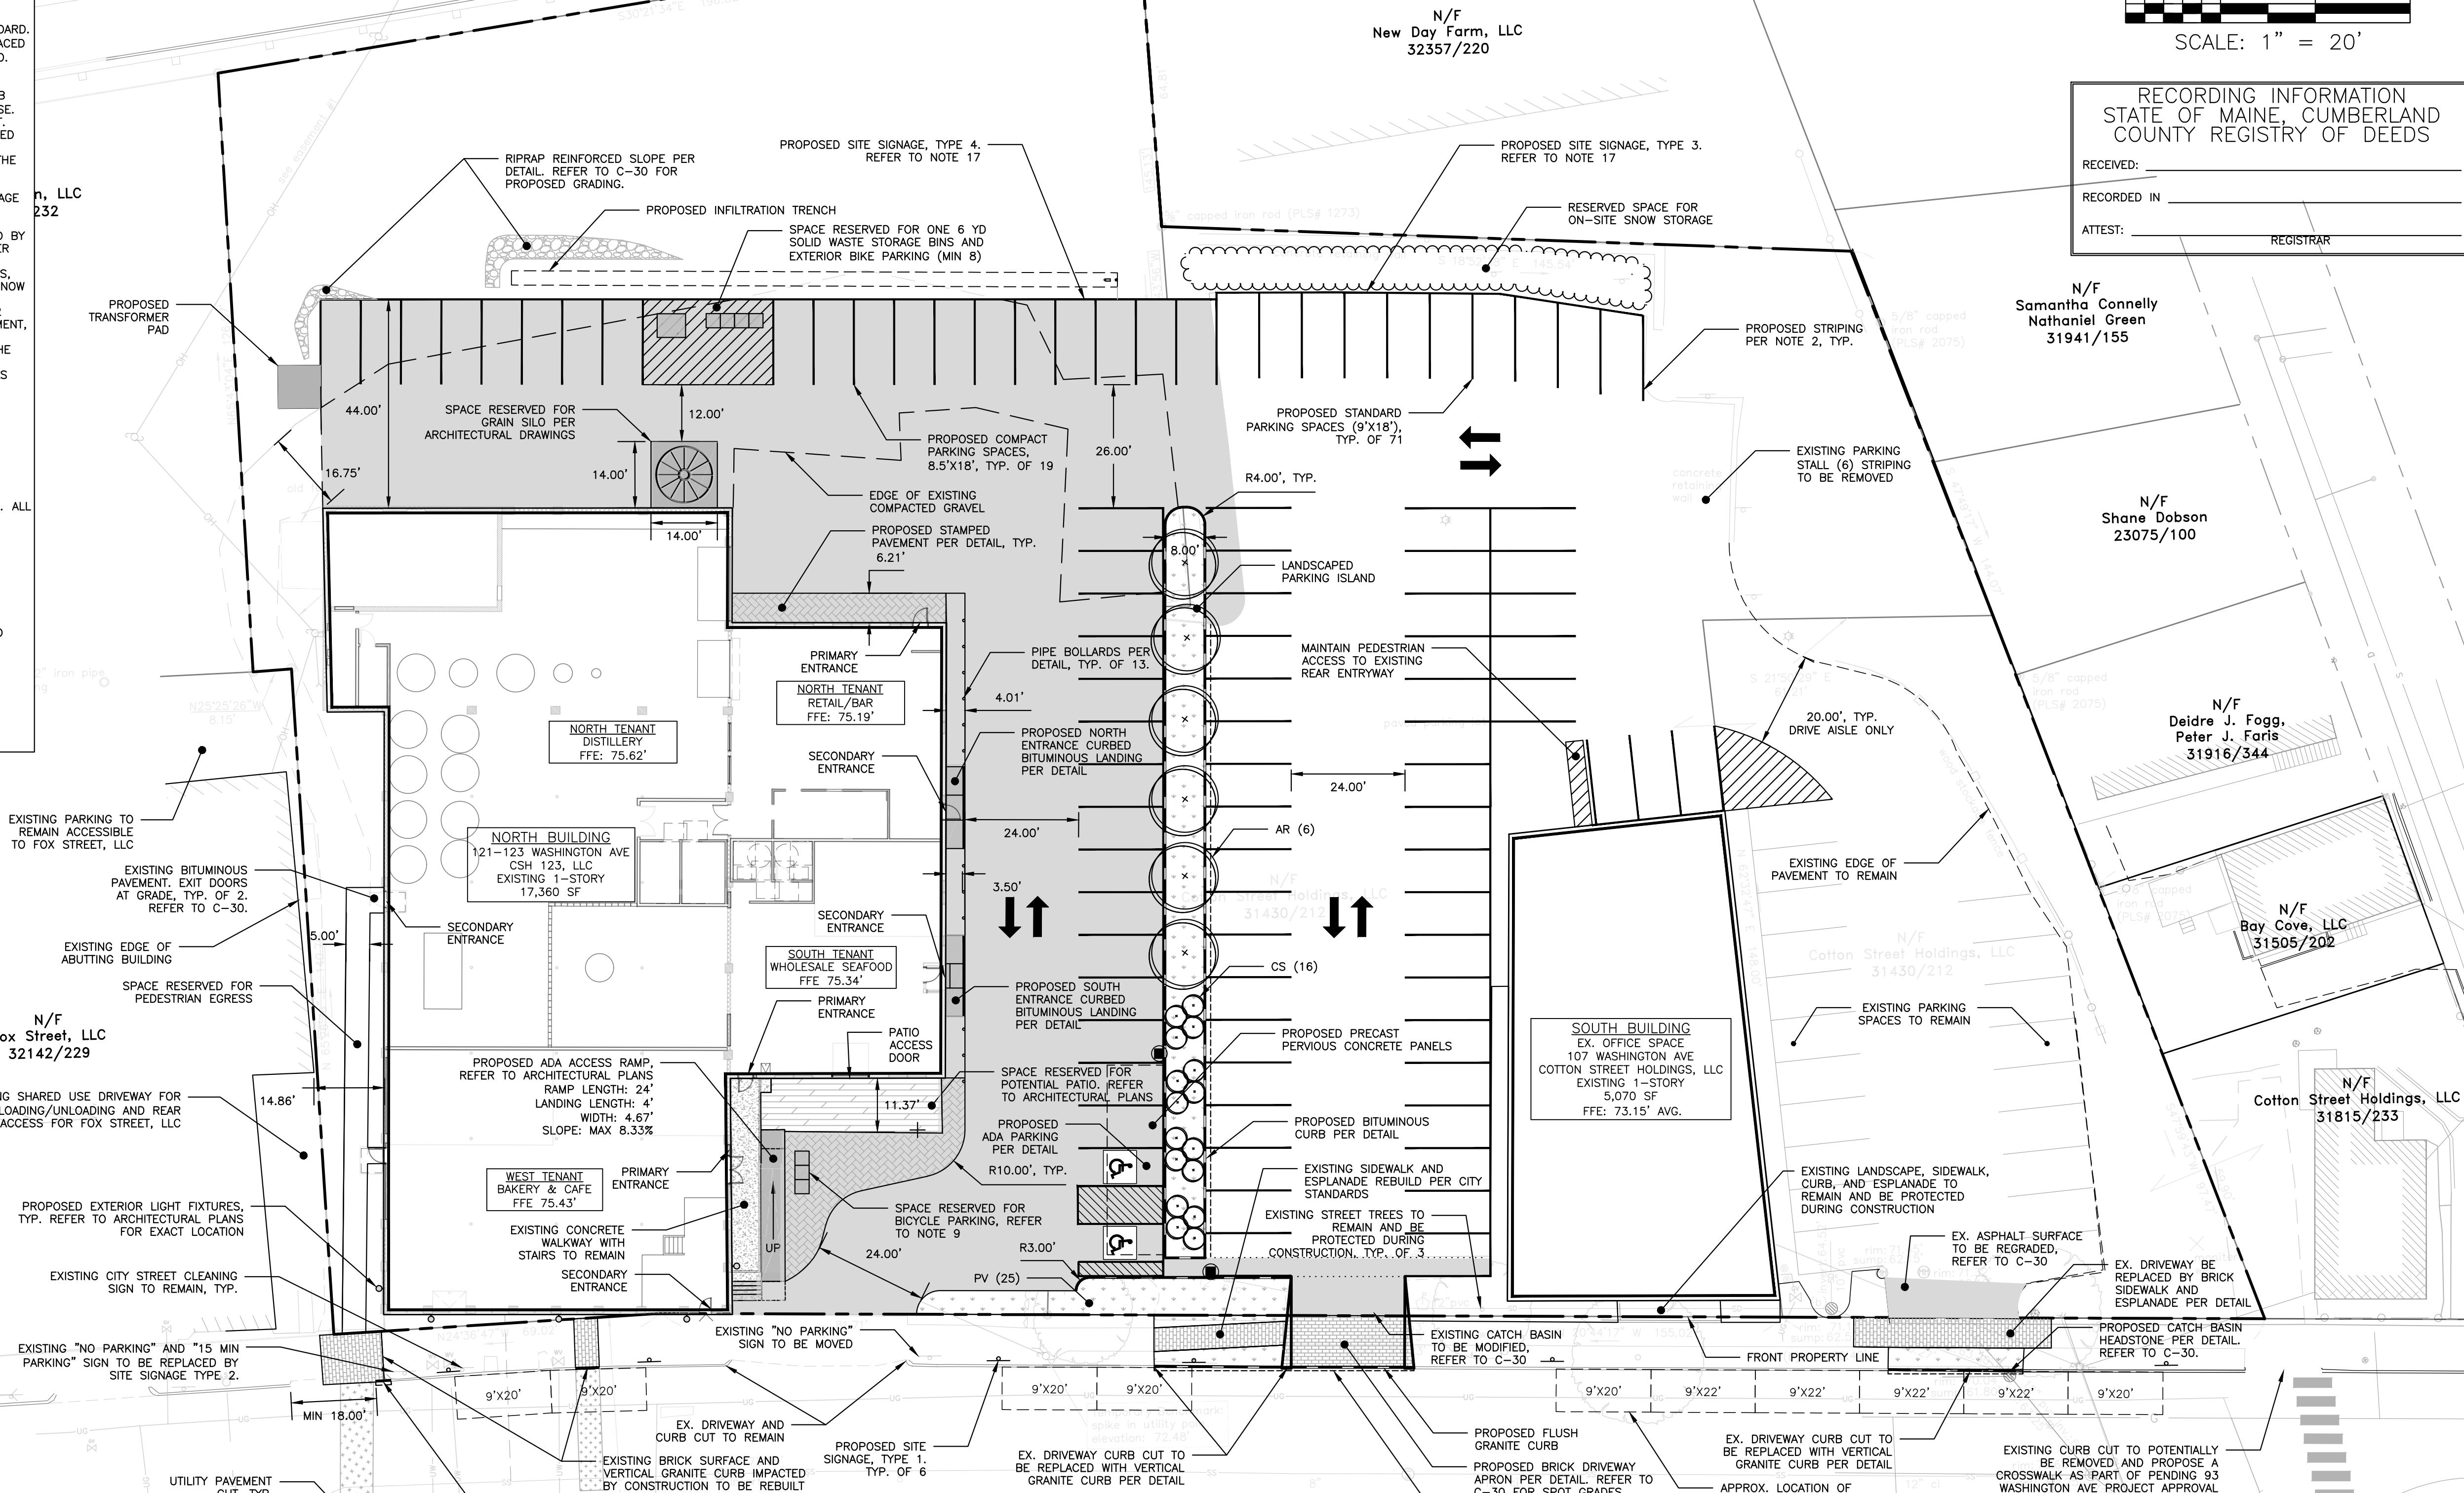 N/F
New Day Farm, LLC
32357/220
SCALE: 1" = 20'
RECORDING INFORMATION
STATE OF MAINE, CUMBERLAND
COUNTY REGISTRY OF DEEDS
RECEIVED:
RECORDED IN
ATTEST:
REGISTRAR
n, LLC
232
RIPRAP REINFORCED SLOPE PER
DETAIL. REFER TO C-30 FOR
PROPOSED GRADING.
PROPOSED SITE SIGNAGE, TYPE 4.
REFER TO NOTE 17
PROPOSED SITE SIGNAGE, TYPE 3.
REFER TO NOTE 17
PROPOSED INFILTRATION TRENCH
SPACE RESERVED FOR ONE 6 YD
SOLID WASTE STORAGE BINS AND
EXTERIOR BIKE PARKING (MIN 8)
RESERVED SPACE FOR
ON-SITE SNOW STORAGE
PROPOSED
TRANSFORMER
PAD
PROPOSED STRIPING
PER NOTE 2, TYP.
N/F
Samantha Connelly
Nathaniel Green
31941/155
44.00'
12.00'
26.00'
SPACE RESERVED FOR
GRAIN SILO PER
ARCHITECTURAL DRAWINGS
PROPOSED COMPACT
PARKING SPACES,
8.5'X18', TYP. OF 19
PROPOSED STANDARD
PARKING SPACES (9'X18'),
TYP. OF 71
EXISTING PARKING
STALL (6) STRIPING
TO BE REMOVED
16.75'
14.00'
14.00'
R4.00', TYP.
concrete
retaining
wall
EDGE OF EXISTING
COMPACTED GRAVEL
PROPOSED STAMPED
PAVEMENT PER DETAIL, TYP.
6.21'
8.00'
LANDSCAPED
PARKING ISLAND
N/F
Shane Dobson
23075/100
PRIMARY
ENTRANCE
PIPE BOLLARDS PER
DETAIL, TYP. OF 13.
MAINTAIN PEDESTRIAN
ACCESS TO EXISTING
REAR ENTRYWAY
NORTH TENANT
RETAIL/BAR
FFE: 75.19'
4.01'
N25°25'26"W
8.15'
NORTH TENANT
DISTILLERY
FFE: 75.62'
PROPOSED NORTH
ENTRANCE CURBED
BITUMINOUS LANDING
PER DETAIL
SECONDARY
ENTRANCE
20.00', TYP.
DRIVE AISLE ONLY
N/F
Deidre J. Fogg,
Peter J. Faris
31916/344
24.00'
24.00'
EXISTING PARKING TO
REMAIN ACCESSIBLE
TO FOX STREET, LLC
NORTH BUILDING
121-123 WASHINGTON AVE
CSH 123, LLC
EXISTING 1-STORY
17,360 SF
AR (6)
EXISTING EDGE OF
PAVEMENT TO REMAIN
EXISTING BITUMINOUS
PAVEMENT. EXIT DOORS
AT GRADE, TYP. OF 2.
REFER TO C-30.
3.50'
N/F
Cotton Street Holdings, LLC
31430/212
SECONDARY
ENTRANCE
SECONDARY
ENTRANCE
5.00'
EXISTING EDGE OF
ABUTTING BUILDING
SOUTH TENANT
WHOLESALE SEAFOOD
FFE 75.34'
N/F
Cotton Street Holdings, LLC
31430/212
N/F
Bay Cove, LLC
31505/202
CS (16)
SPACE RESERVED FOR
PEDESTRIAN EGRESS
PRIMARY
ENTRANCE
PROPOSED SOUTH
ENTRANCE CURBED
BITUMINOUS LANDING
PER DETAIL
EXISTING PARKING
SPACES TO REMAIN
N/F
ox Street, LLC
32142/229
PATIO
ACCESS
DOOR
PROPOSED PRECAST
PERVIOUS CONCRETE PANELS
SOUTH BUILDING
EX. OFFICE SPACE
107 WASHINGTON AVE
COTTON STREET HOLDINGS, LLC
EXISTING 1-STORY
5,070 SF
FFE: 73.15' AVG.
PROPOSED ADA ACCESS RAMP,
REFER TO ARCHITECTURAL PLANS
RAMP LENGTH: 24'
LANDING LENGTH: 4'
WIDTH: 4.67'
SLOPE: MAX 8.33%
SPACE RESERVED FOR
POTENTIAL PATIO. REFER
TO ARCHITECTURAL PLANS
11.37'
14.86'
NG SHARED USE DRIVEWAY FOR
LOADING/UNLOADING AND REAR
ACCESS FOR FOX STREET, LLC
PROPOSED
ADA PARKING
PER DETAIL
PROPOSED BITUMINOUS
CURB PER DETAIL
N/F
Cotton Street Holdings, LLC
31815/233
R10.00', TYP.
WEST TENANT
BAKERY & CAFE
FFE 75.43'
PRIMARY
ENTRANCE
EXISTING SIDEWALK AND
ESPLANADE REBUILD PER CITY
STANDARDS
EXISTING LANDSCAPE, SIDEWALK,
CURB, AND ESPLANADE TO
REMAIN AND BE PROTECTED
DURING CONSTRUCTION
PROPOSED EXTERIOR LIGHT FIXTURES,
TYP. REFER TO ARCHITECTURAL PLANS
FOR EXACT LOCATION
EXISTING CONCRETE
WALKWAY WITH
STAIRS TO REMAIN
UP
SPACE RESERVED FOR
BICYCLE PARKING, REFER
TO NOTE 9
EXISTING STREET TREES TO
REMAIN AND BE
PROTECTED DURING
CONSTRUCTION. TYP. OF 3
24.00'
R3.00'
PV (25)
EX. ASPHALT SURFACE
TO BE REGRADED,
REFER TO C-30
EXISTING CITY STREET CLEANING
SIGN TO REMAIN, TYP.
SECONDARY
ENTRANCE
EX. DRIVEWAY BE
REPLACED BY BRICK
SIDEWALK AND
ESPLANADE PER DETAIL
EXISTING "NO PARKING" AND "15 MIN
PARKING" SIGN TO BE REPLACED BY
SITE SIGNAGE TYPE 2.
EXISTING "NO PARKING"
SIGN TO BE MOVED
EXISTING CATCH BASIN
TO BE MODIFIED,
REFER TO C-30
FRONT PROPERTY LINE
PROPOSED CATCH BASIN
HEADSTONE PER DETAIL.
REFER TO C-30.
MIN 18.00'
9'X20'
9'X20'
9'X20'
9'X20'
9'X20'
9'X22'
9'X22'
9'X22'
9'X22'
9'X20'
EX. DRIVEWAY AND
CURB CUT TO REMAIN
PROPOSED SITE
SIGNAGE, TYPE 1.
TYP. OF 6
EX. DRIVEWAY CURB CUT TO
BE REPLACED WITH VERTICAL
GRANITE CURB PER DETAIL
PROPOSED FLUSH
GRANITE CURB
PROPOSED BRICK DRIVEWAY
APRON PER DETAIL. REFER TO
C-30 FOR SPOT GRADES
EX. DRIVEWAY CURB CUT TO
BE REPLACED WITH VERTICAL
GRANITE CURB PER DETAIL
APPROX. LOCATION OF
EXISTING CURB CUT TO POTENTIALLY
BE REMOVED AND PROPOSE A
CROSSWALK AS PART OF PENDING 93
WASHINGTON AVE PROJECT APPROVAL
EXISTING BRICK SURFACE AND
VERTICAL GRANITE CURB IMPACTED
BY CONSTRUCTION TO BE REBUILT
UTILITY PAVEMENT